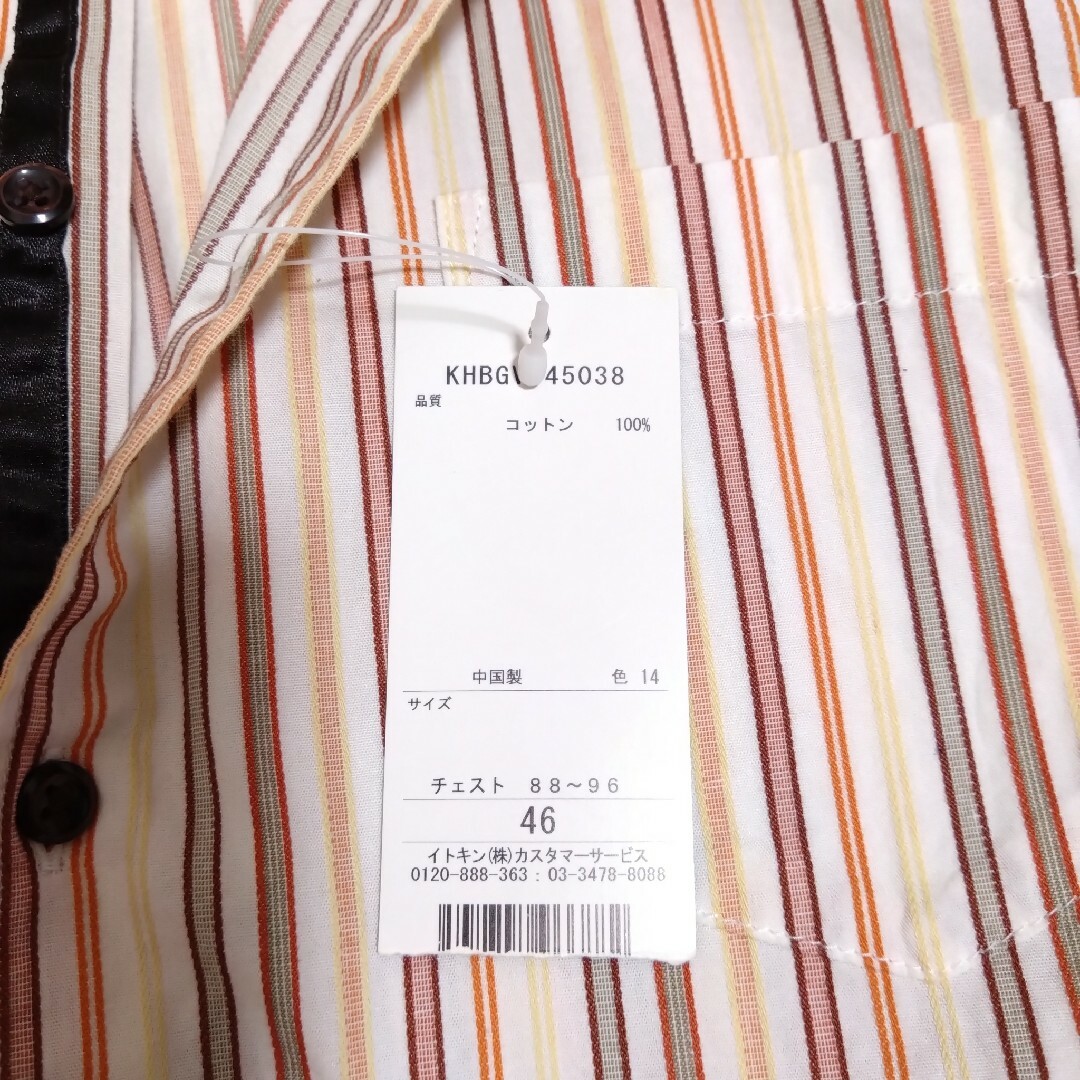 KHBG 45038
品質
コットン 100%
中国製 色 14
サイズ
チェスト 88～96
46
イトキン(株)カスタマーサービス
0120-888-363 : 03-3478-8088